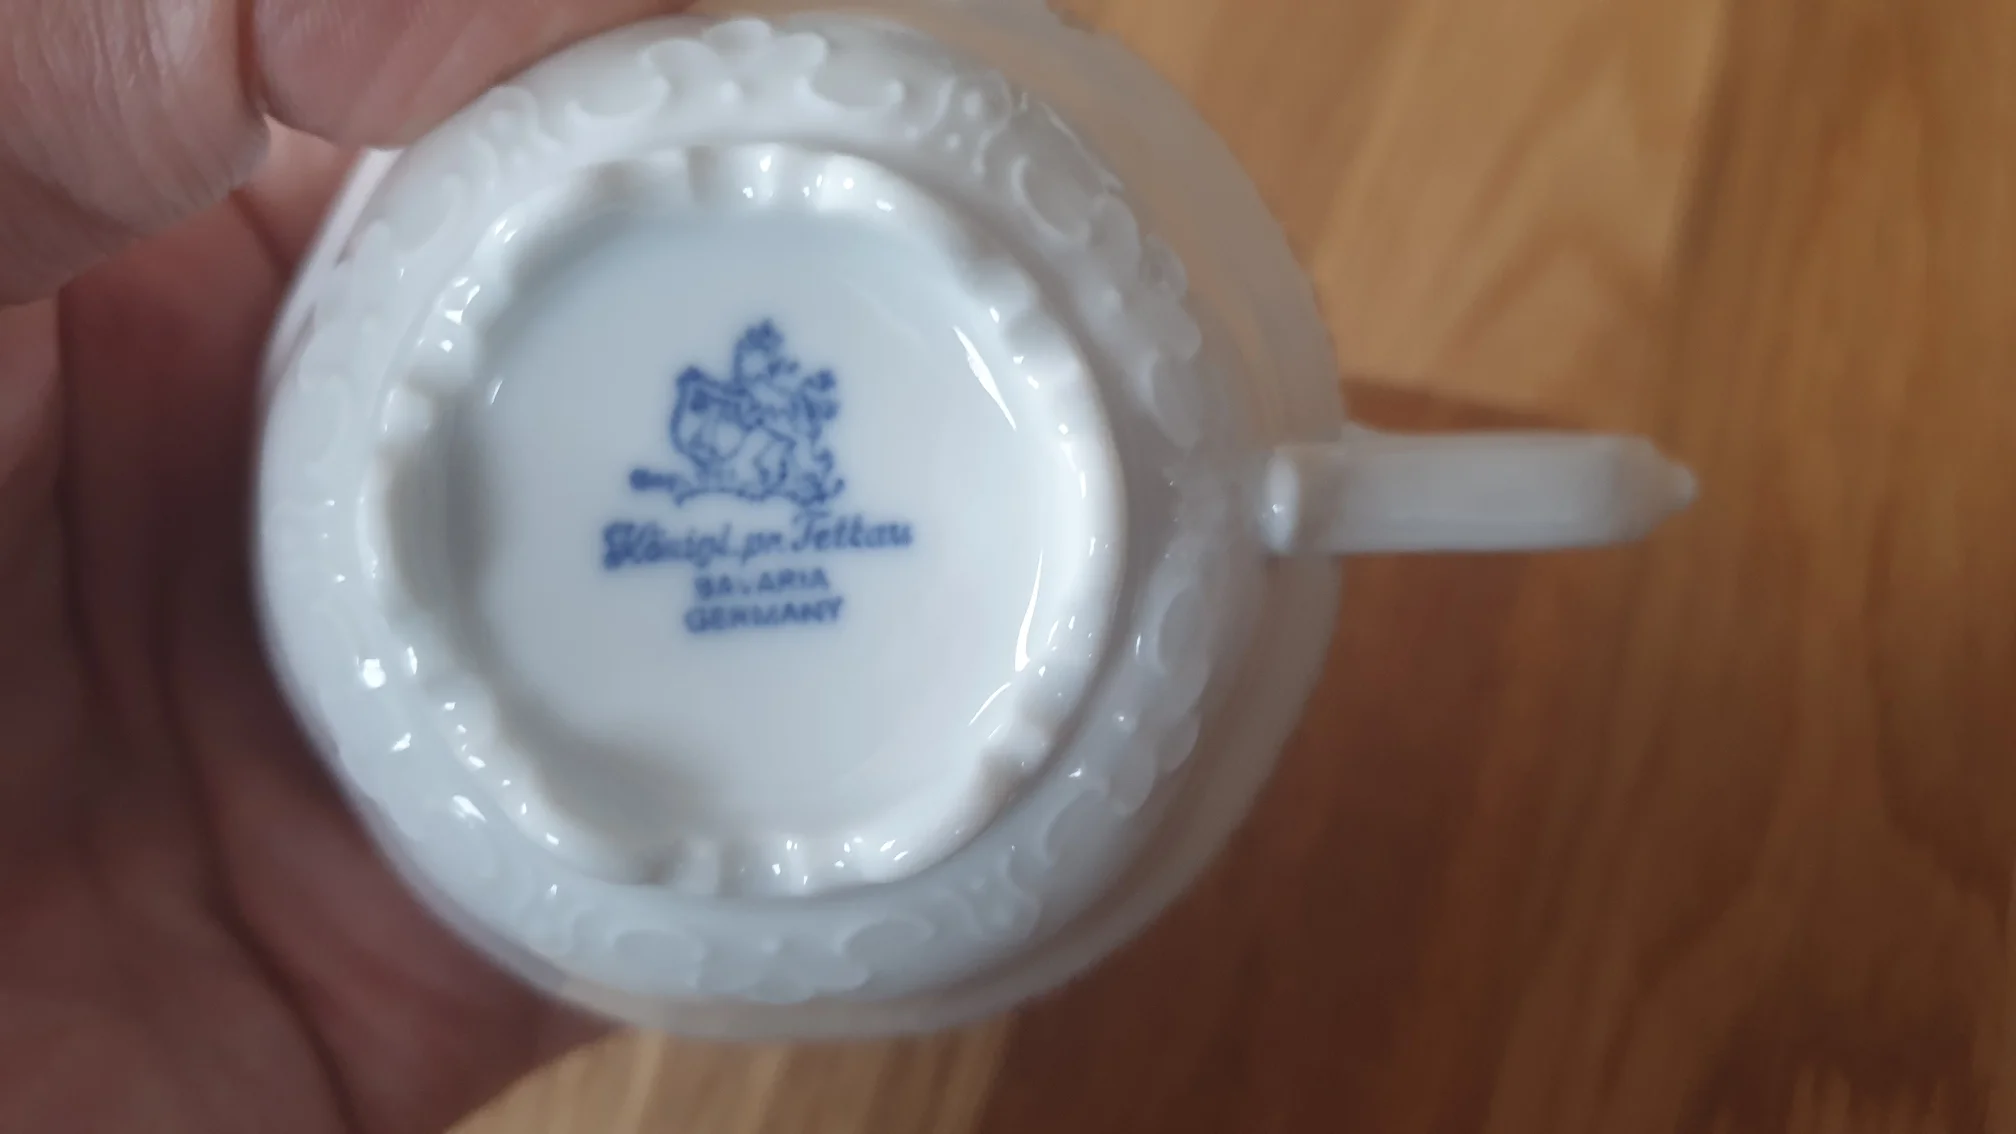 Königl. pr. Tettau
BAVARIA
GERMANY